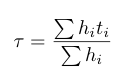 τ = ∑ hᵢtᵢ / ∑ hᵢ